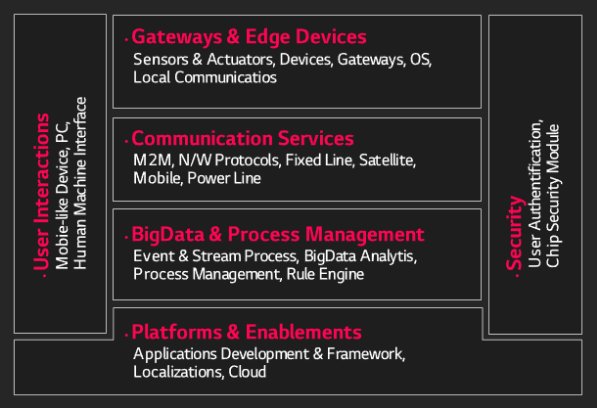 · User Interactions
Mobile-like Device, PC,
Human Machine Interface
· Gateways & Edge Devices
Sensors & Actuators, Devices, Gateways, OS,
Local Communicatios
· Communication Services
M2M, N/W Protocols, Fixed Line, Satellite,
Mobile, Power Line
· BigData & Process Management
Event & Stream Process, BigData Analytis,
Process Management, Rule Engine
· Platforms & Enablements
Applications Development & Framework,
Localizations, Cloud
· Security
User Authentification,
Chip Security Module